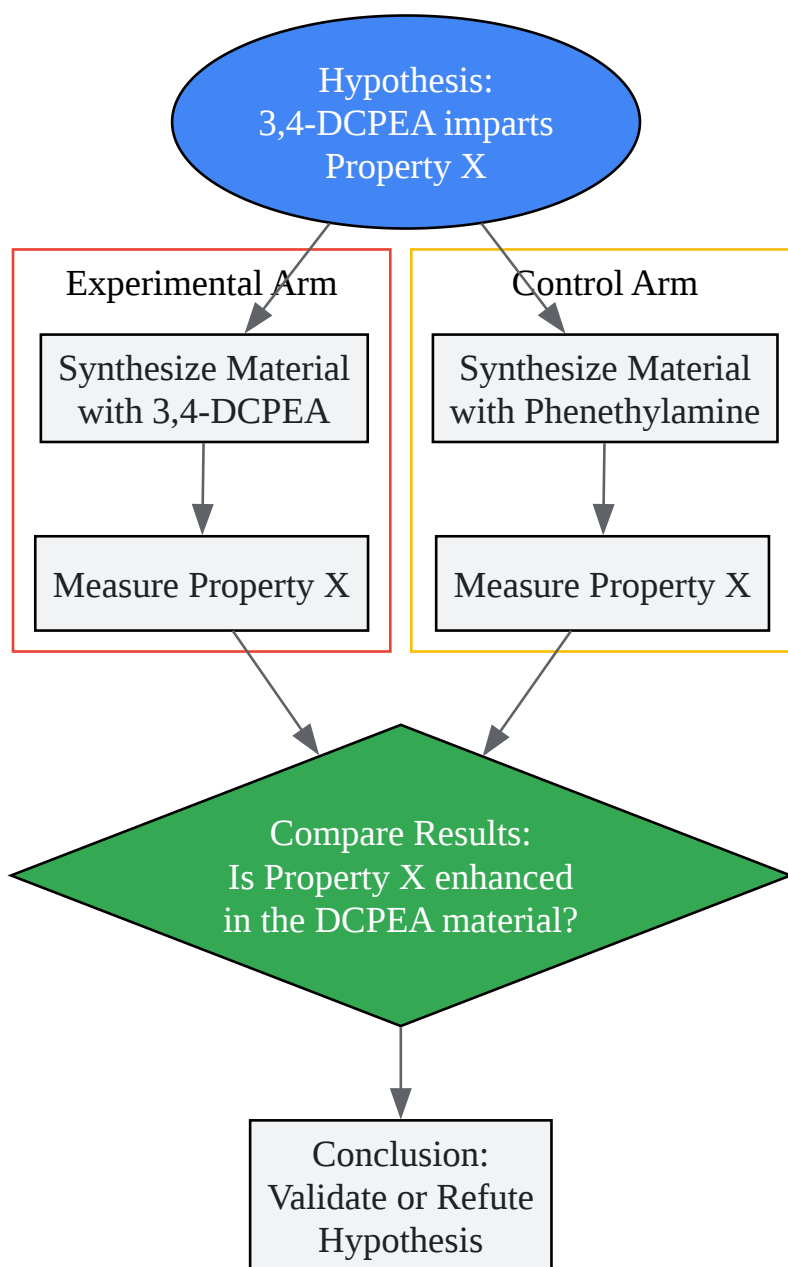 Hypothesis:
3,4-DCPEA imparts
Property X
Experimental Arm
Synthesize Material
with 3,4-DCPEA
Measure Property X
Control Arm
Synthesize Material
with Phenethylamine
Measure Property X
Compare Results:
Is Property X enhanced
in the DCPEA material?
Conclusion:
Validate or Refute
Hypothesis